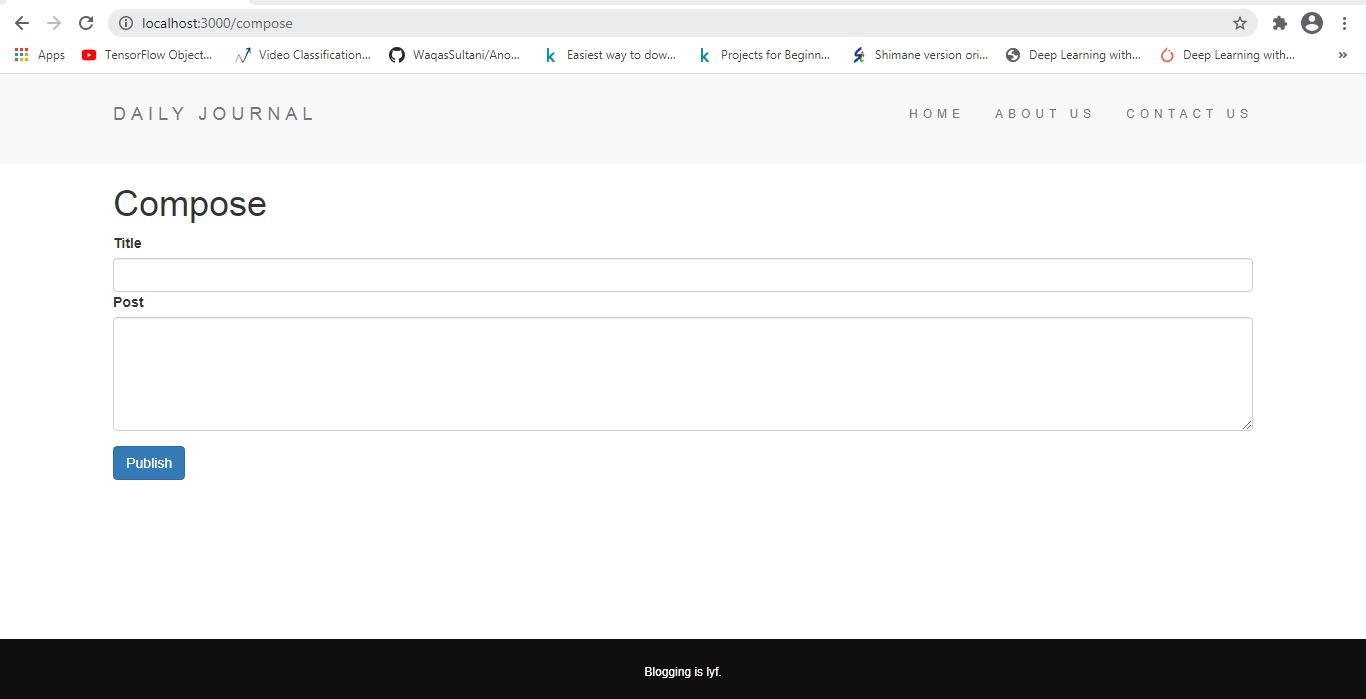 localhost:3000/compose
Apps TensorFlow Object... Video Classification... WaqasSultani/Ano... Easiest way to dow... Projects for Beginn... Shimane version ori... Deep Learning with... Deep Learning with... »
DAILY JOURNAL HOME ABOUT US CONTACT US
Compose
Title
Post
Publish
Blogging is lyf.